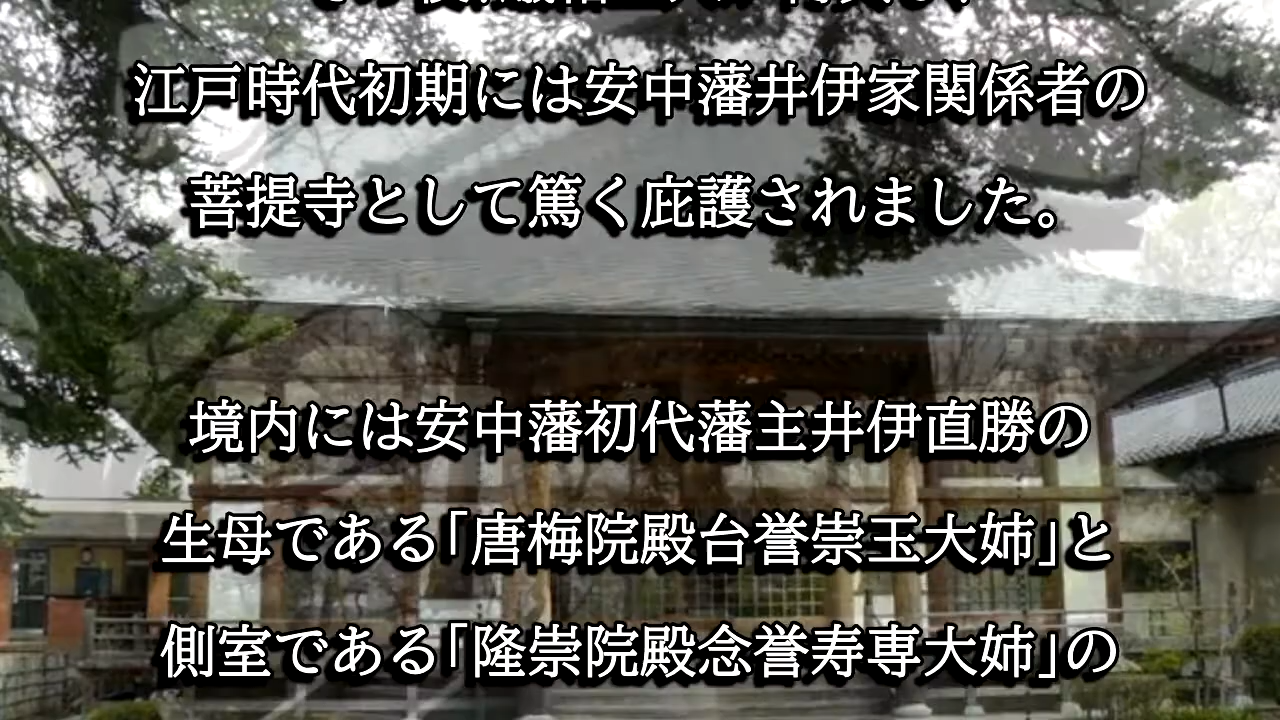 江戸時代初期には安中藩井伊家関係者の
菩提寺として篤く庇護されました。
境内には安中藩初代藩主井伊直勝の
生母である「唐梅院殿台誉崇玉大姉」と
側室である「隆崇院殿念誉寿専大姉」の